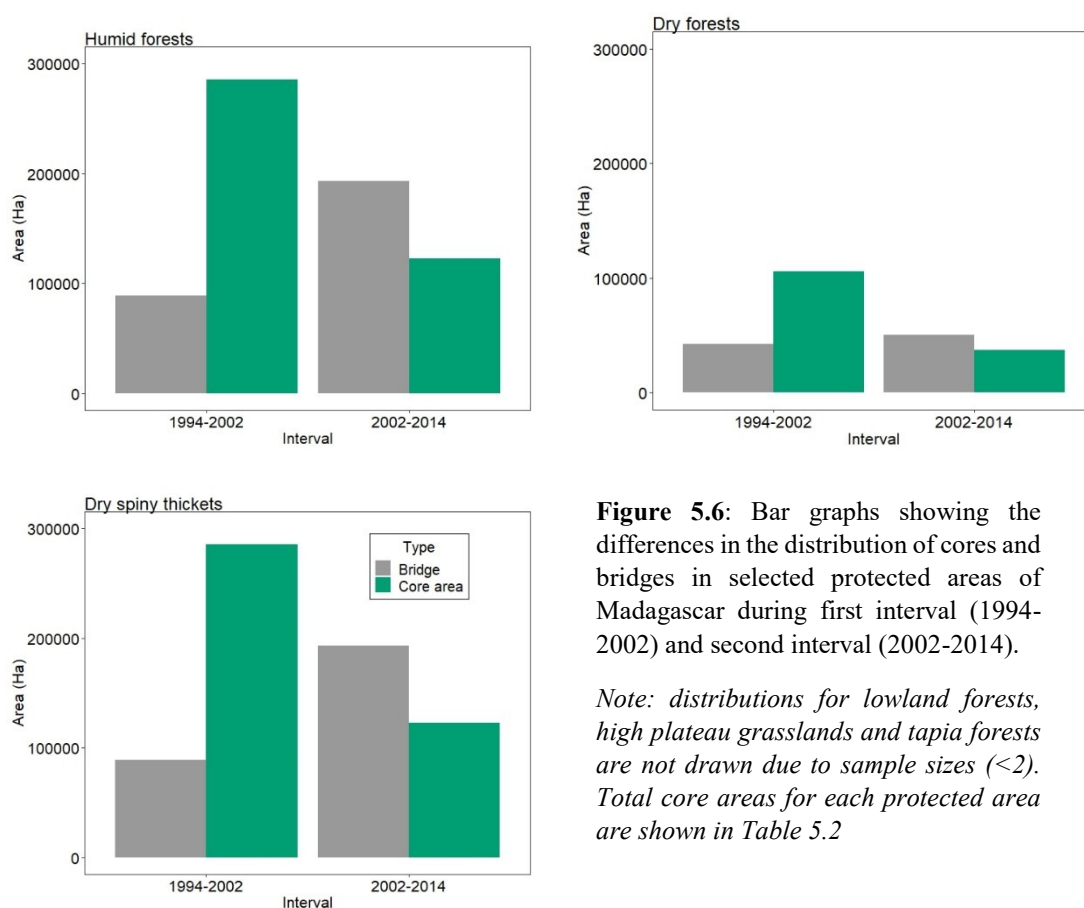 Humid forests
300000
200000
100000
0
Area (Ha)
1994-2002
2002-2014
Interval
Dry forests
300000
200000
100000
0
Area (Ha)
1994-2002
2002-2014
Interval
Dry spiny thickets
300000
200000
100000
0
Area (Ha)
Type
Bridge
Core area
1994-2002
2002-2014
Interval
Figure 5.6: Bar graphs showing the
differences in the distribution of cores and
bridges in selected protected areas of
Madagascar during first interval (1994-
2002) and second interval (2002-2014).
Note: distributions for lowland forests,
high plateau grasslands and tapia forests
are not drawn due to sample sizes (<2).
Total core areas for each protected area
are shown in Table 5.2